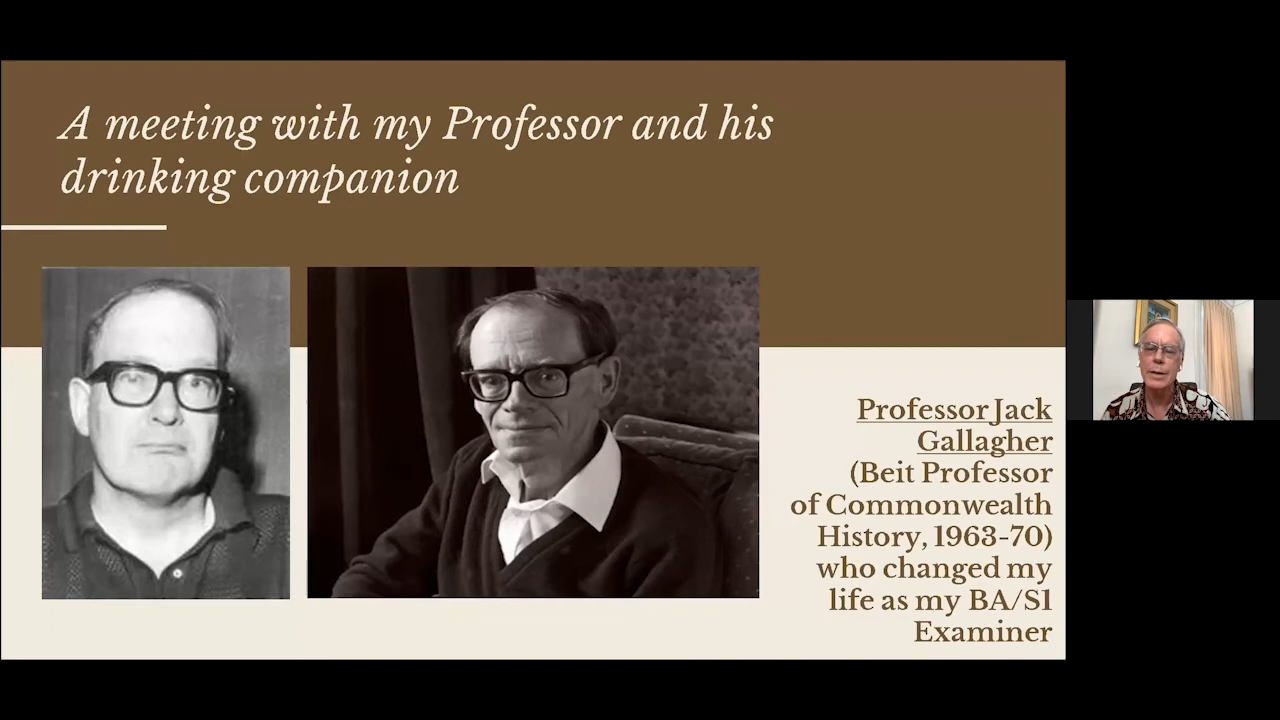 A meeting with my Professor and his
drinking companion
Professor Jack
Gallagher
(Beit Professor
of Commonwealth
History, 1963-70)
who changed my
life as my BA/S1
Examiner